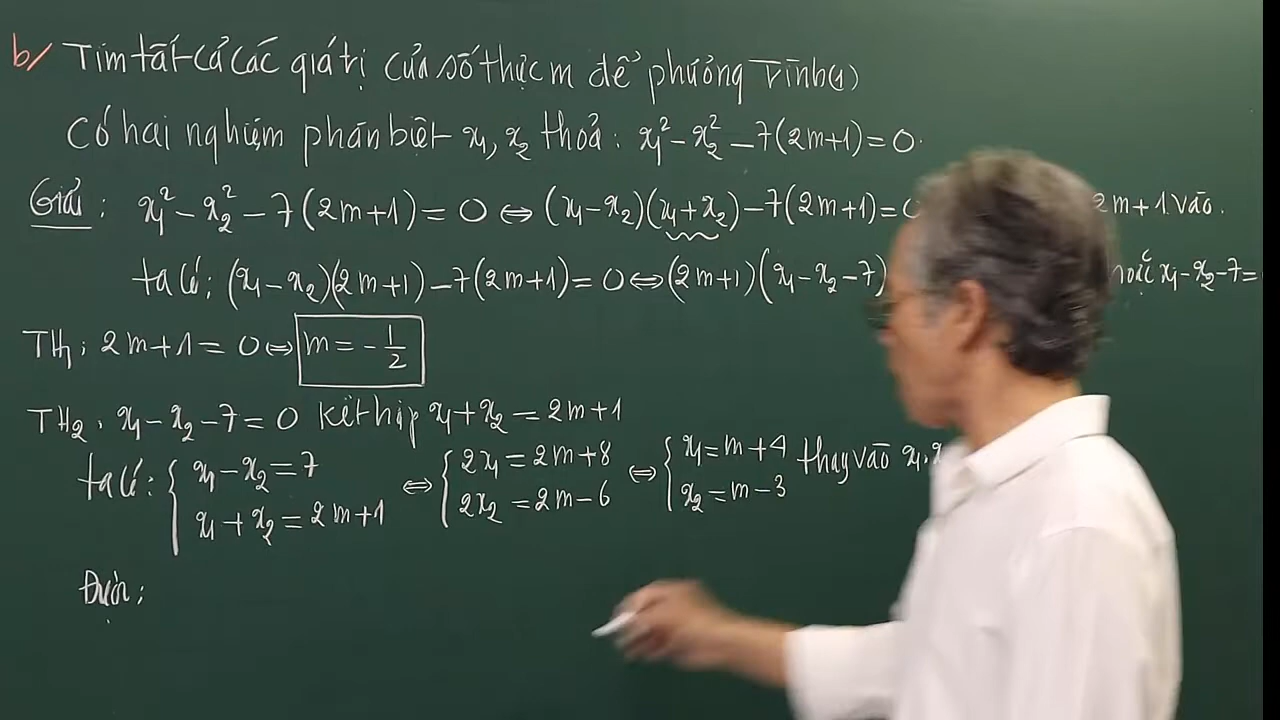 b/ Tìm tất cả các giá trị của số thực m để phương trình (1)
Có hai nghiệm phân biệt x₁, x₂ thoả: x₁² - x₂² - 7(2m+1) = 0.
Giải: x₁² - x₂² - 7(2m+1) = 0 ⇔ (x₁-x₂)(x₁+x₂) - 7(2m+1) = 0 2m+1 vào.
ta có: (x₁-x₂)(2m+1) - 7(2m+1) = 0 ⇔ (2m+1)(x₁-x₂-7) hoặc x₁-x₂-7=
TH₁: 2m+1 = 0 ⇔ m = -1/2
TH₂: x₁-x₂-7 = 0 kết hợp x₁+x₂ = 2m+1
ta có: { x₁-x₂ = 7 ⇔ { 2x₁ = 2m+8 ⇔ { x₁ = m+4 thay vào x₁.x
x₁+x₂ = 2m+1 2x₂ = 2m-6 x₂ = m-3
Được: